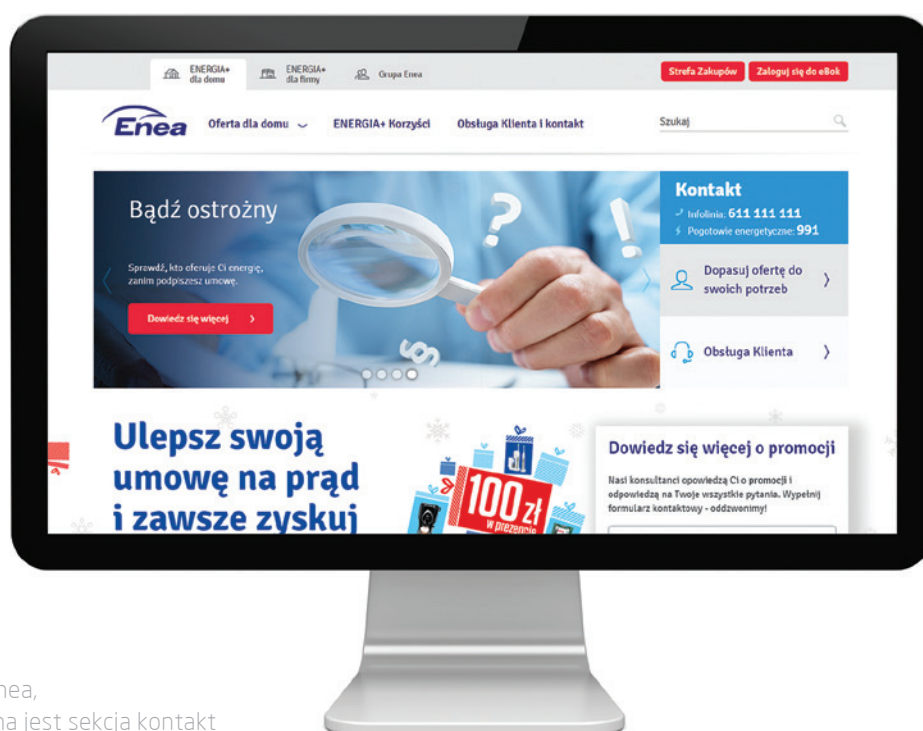 ENERGIA+
dla domu
ENERGIA+
dla firmy
Grupa Enea
Strefa Zakupów
Zaloguj się do eBok
Enea
Oferta dla domu
ENERGIA+ Korzyści
Obsługa Klienta i kontakt
Szukaj
Bądź ostrożny
Sprawdź, kto oferuje Ci energię,
zanim podpiszesz umowę.
Dowiedz się więcej
Kontakt
Infolinia: 611 111 111
Pogotowie energetyczne: 991
Dopasuj ofertę do
swoich potrzeb
Obsługa Klienta
Ulepsz swoją
umowę na prąd
i zawsze zyskuj
100 zł
w prezencie
Dowiedz się więcej o promocji
Nasi konsultanci opowiedzą Ci o promocji i
odpowiedzą na Twoje wszystkie pytania. Wypełnij
formularz kontaktowy - oddzwonimy!
nea,
na jest sekcja kontakt